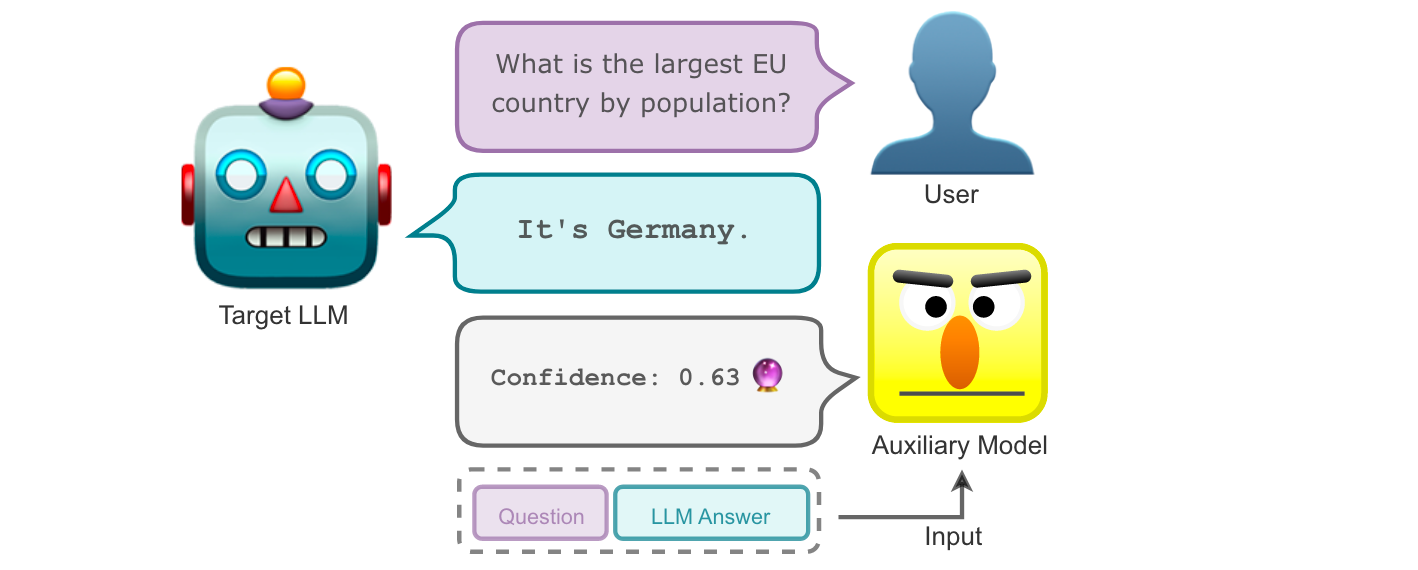 What is the largest EU
country by population?
User
It's Germany.
Target LLM
Confidence: 0.63
Auxiliary Model
Question
LLM Answer
Input